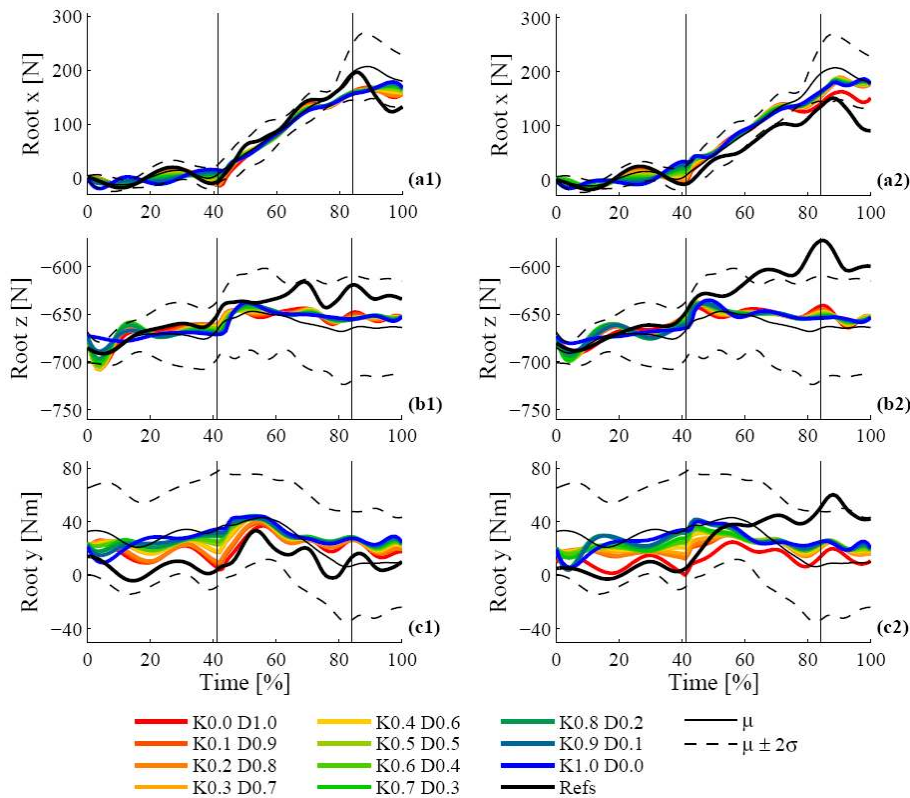 300
200
100
0
Root x [N]
0 20 40 60 80 100
(a1)
300
200
100
0
Root x [N]
0 20 40 60 80 100
(a2)
−600
−650
−700
−750
Root z [N]
0 20 40 60 80 100
(b1)
−600
−650
−700
−750
Root z [N]
0 20 40 60 80 100
(b2)
80
40
0
−40
Root y [Nm]
0 20 40 60 80 100
(c1)
Time [%]
80
40
0
−40
Root y [Nm]
0 20 40 60 80 100
(c2)
Time [%]
K0.0 D1.0
K0.1 D0.9
K0.2 D0.8
K0.3 D0.7
K0.4 D0.6
K0.5 D0.5
K0.6 D0.4
K0.7 D0.3
K0.8 D0.2
K0.9 D0.1
K1.0 D0.0
Refs
μ
μ ± 2σ